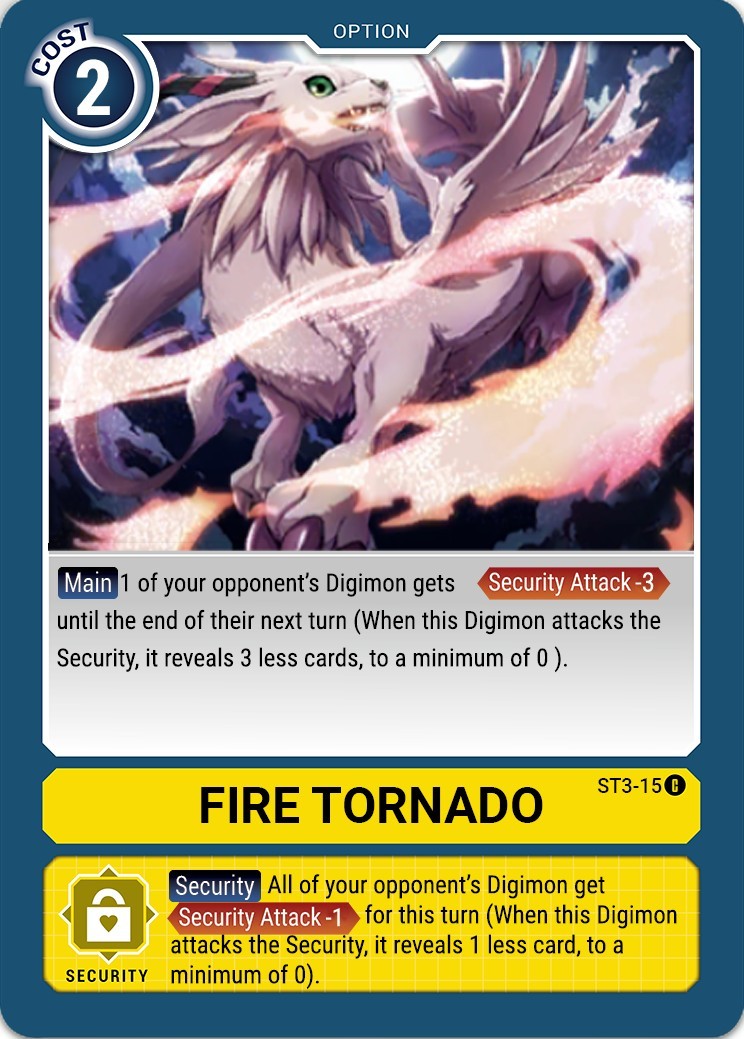 OPTION
COST
2
Main 1 of your opponent's Digimon gets Security Attack -3
until the end of their next turn (When this Digimon attacks the
Security, it reveals 3 less cards, to a minimum of 0 ).
ST3-15 C
FIRE TORNADO
Security All of your opponent's Digimon get
Security Attack -1 for this turn (When this Digimon
attacks the Security, it reveals 1 less card, to a
minimum of 0).
SECURITY